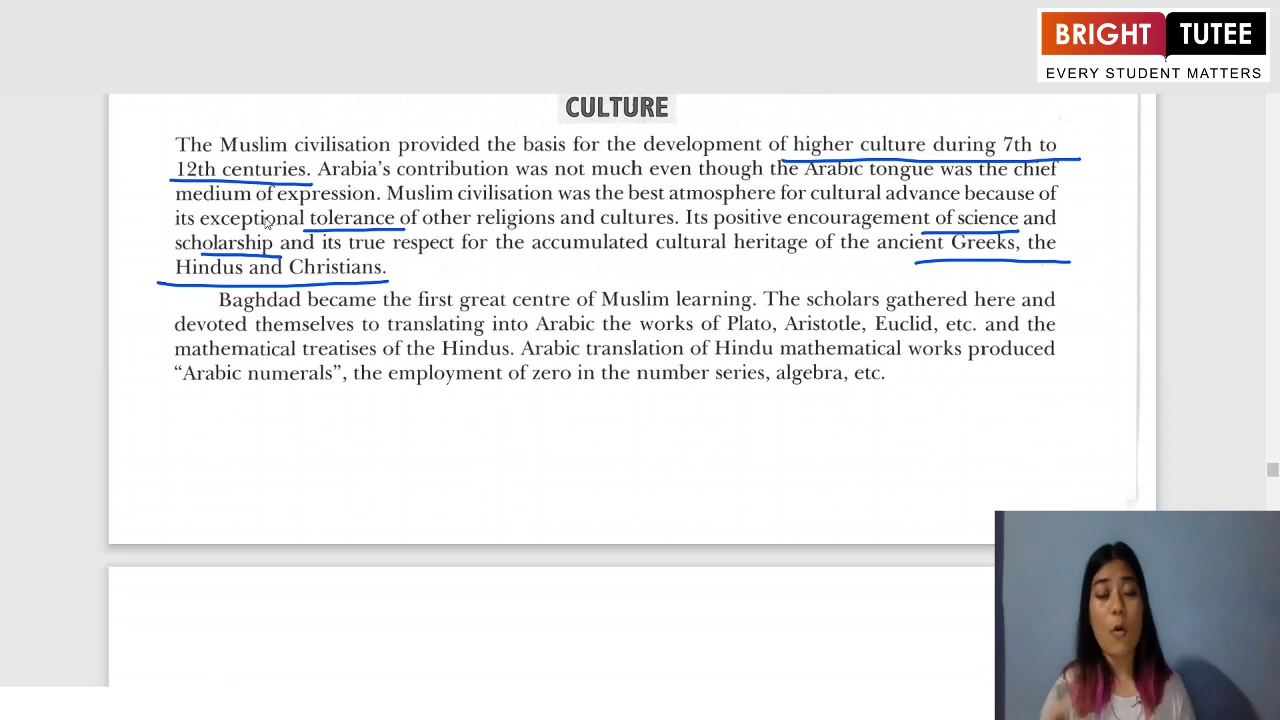 BRIGHT TUTEE
EVERY STUDENT MATTERS
CULTURE
The Muslim civilisation provided the basis for the development of higher culture during 7th to
12th centuries. Arabia's contribution was not much even though the Arabic tongue was the chief
medium of expression. Muslim civilisation was the best atmosphere for cultural advance because of
its exceptional tolerance of other religions and cultures. Its positive encouragement of science and
scholarship and its true respect for the accumulated cultural heritage of the ancient Greeks, the
Hindus and Christians.
Baghdad became the first great centre of Muslim learning. The scholars gathered here and
devoted themselves to translating into Arabic the works of Plato, Aristotle, Euclid, etc. and the
mathematical treatises of the Hindus. Arabic translation of Hindu mathematical works produced
“Arabic numerals”, the employment of zero in the number series, algebra, etc.